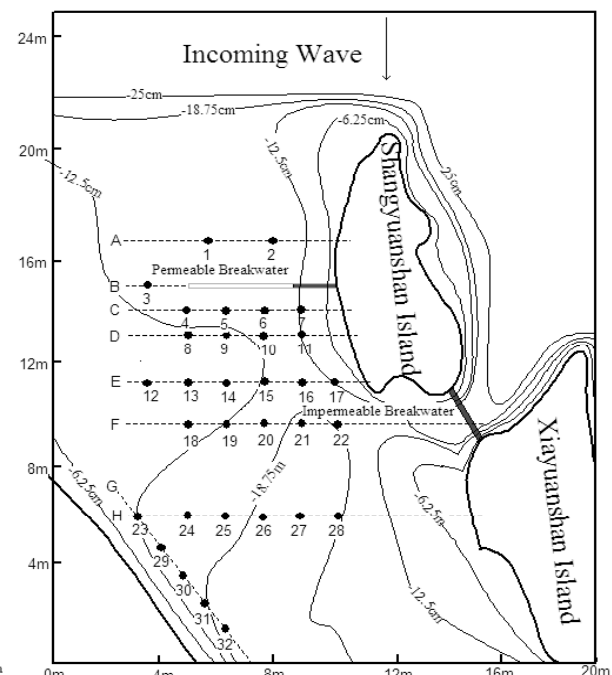 24m
Incoming Wave
-25cm
-18.75cm
-6.25cm
-12.5cm
25cm
20m
-12.5cm
Shangyuanshan Island
A
1 2
16m
Permeable Breakwater
B
3
C
4 5 6 7
D
8 9 10 11
12m
E
12 13 14 15 16 17
Impermeable Breakwater
F
18 19 20 21 22
8m
-6.25cm
G
-18.75m
-6.25m
Xiayuanshan Island
H
23 24 25 26 27 28
29
4m
30
-12.5cm
31
32
0m 4m 8m 12m 16m 20m